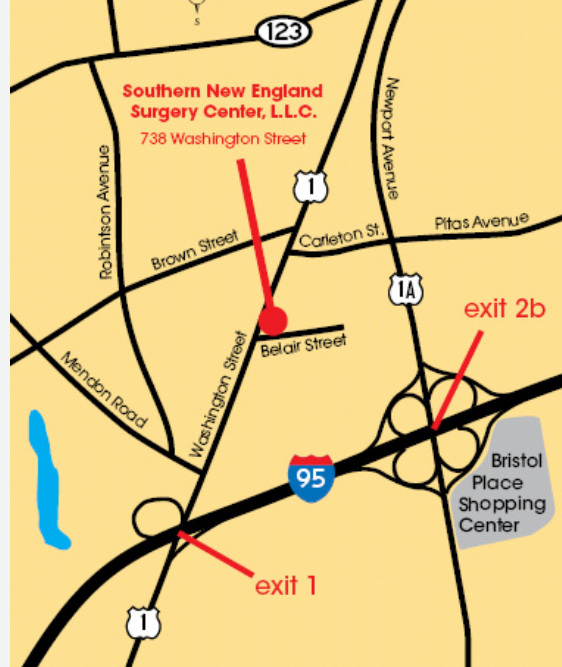 S
123
Southern New England
Surgery Center, L.L.C.
738 Washington Street
Newport Avenue
1
Robintson Avenue
Brown Street
Carleton St.
Pitas Avenue
1A
exit 2b
Belair Street
Washington Street
Mendon Road
95
Bristol
Place
Shopping
Center
exit 1
1